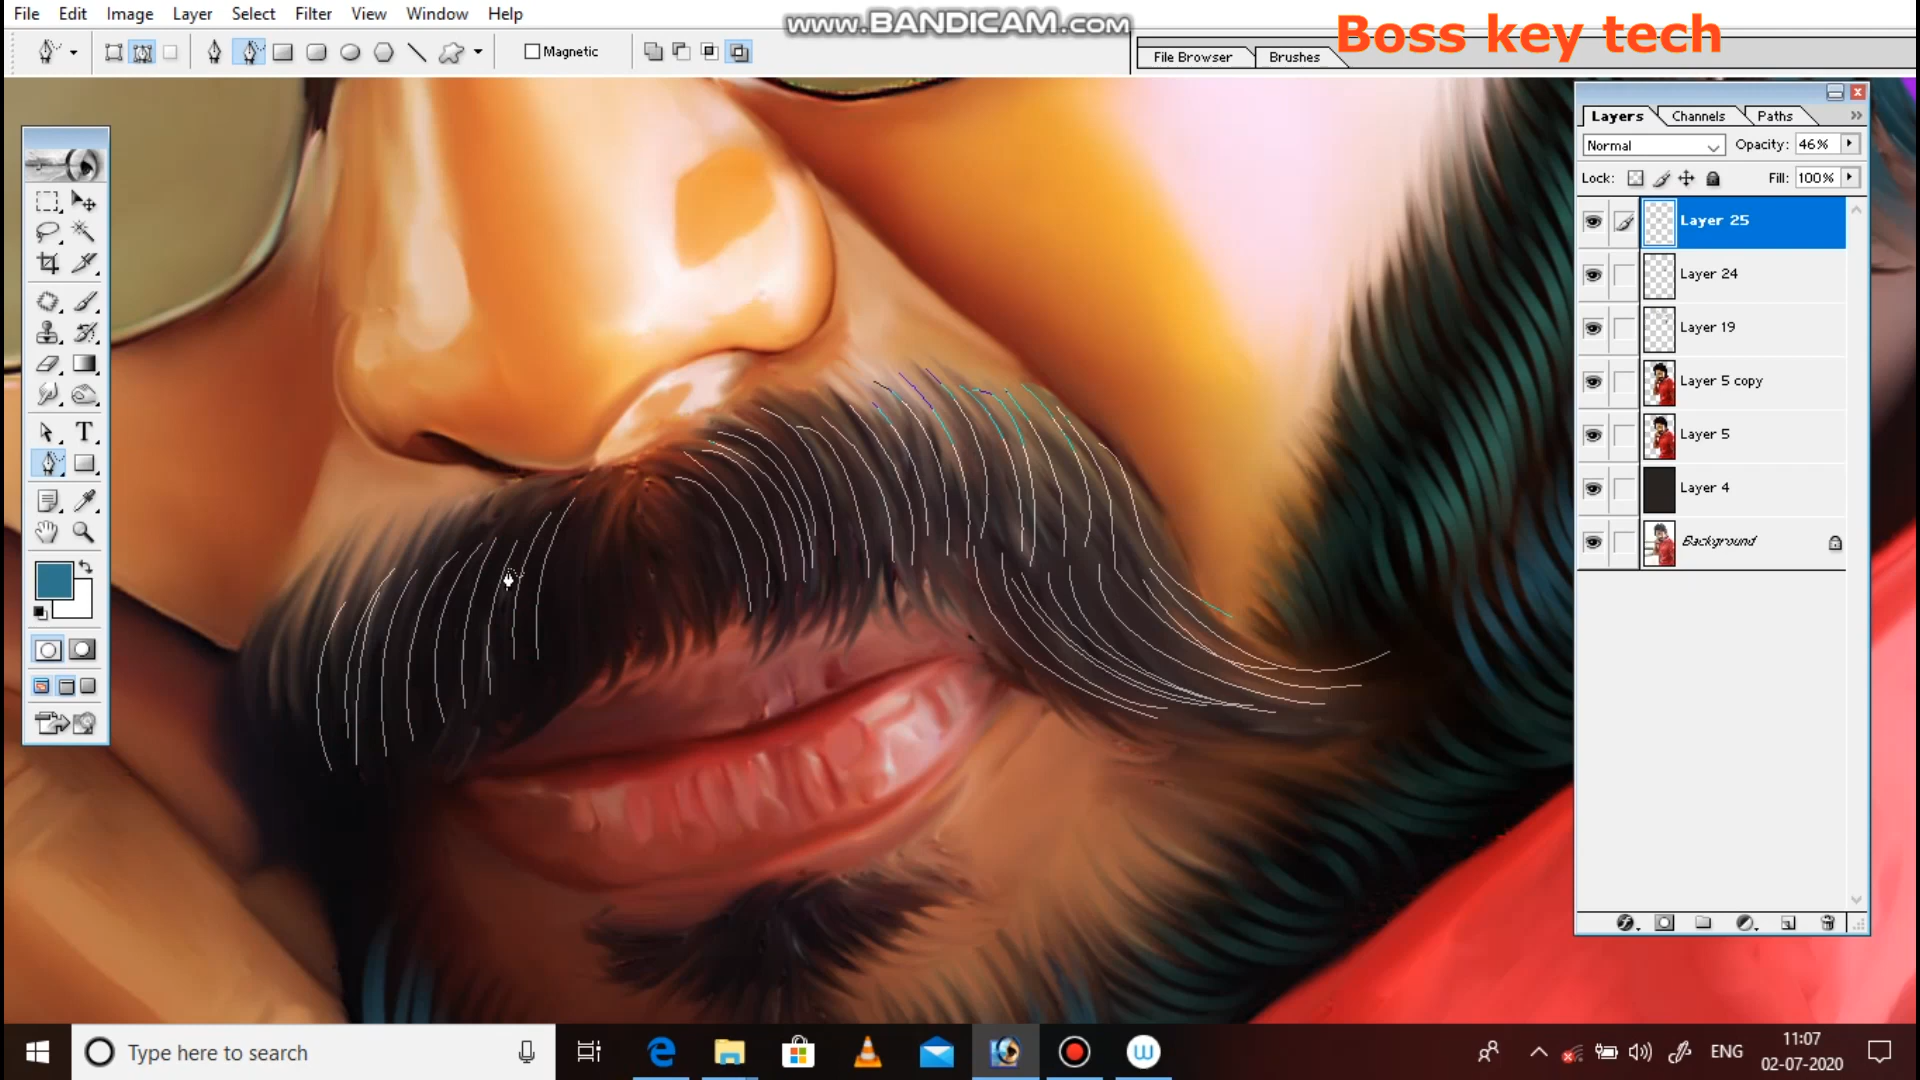 File Edit Image Layer Select Filter View Window Help
www.BANDICAM.com
Boss key tech
Magnetic
File Browser
Brushes
Layers Channels Paths
Normal Opacity: 46%
Lock: Fill: 100%
Layer 25
Layer 24
Layer 19
Layer 5 copy
Layer 5
Layer 4
Background
T
Type here to search
ENG
11:07
02-07-2020